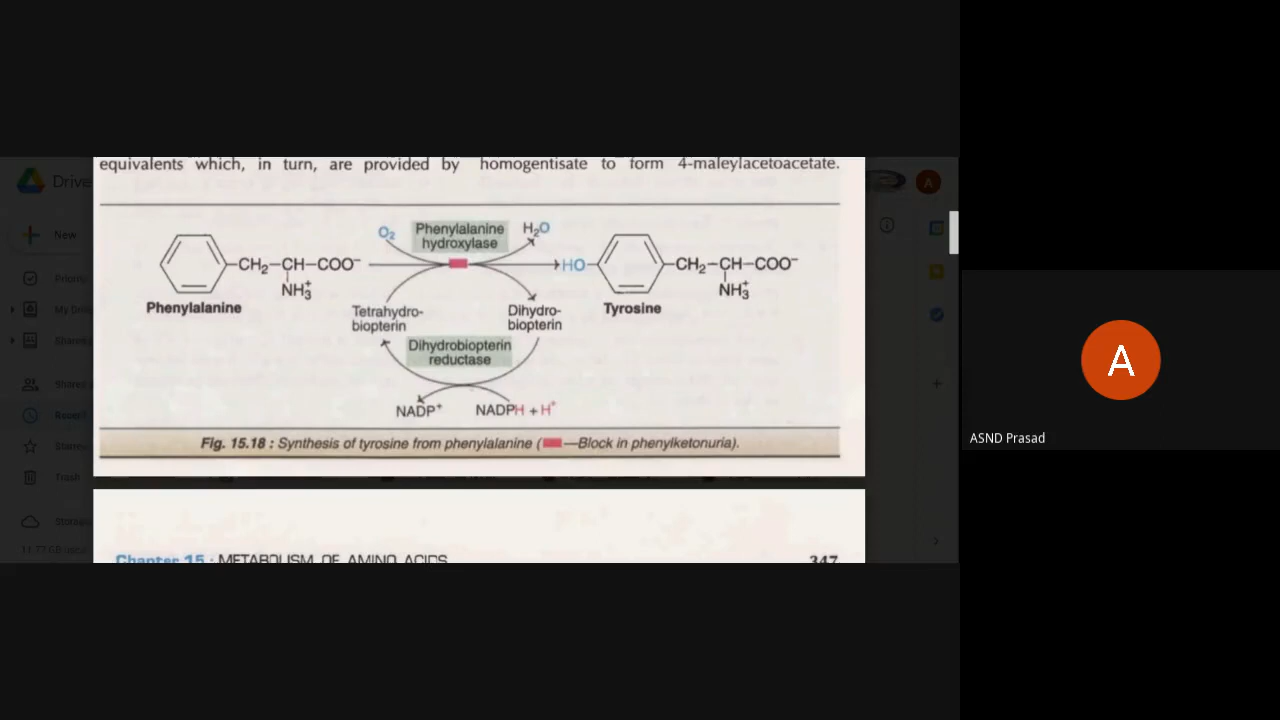 equivalents which, in turn, are provided by homogentisate to form 4-maleylacetoacetate.
Drive
A
New
O₂
Phenylalanine
hydroxylase
H₂O
Priority
CH₂–CH–COO⁻
HO
CH₂–CH–COO⁻
NH₃⁺
NH₃⁺
Phenylalanine
Tetrahydro-
biopterin
Dihydro-
biopterin
Tyrosine
Dihydrobiopterin
reductase
NADP⁺
NADPH + H⁺
Fig. 15.18 : Synthesis of tyrosine from phenylalanine ( —Block in phenylketonuria).
Trash
Chapter 15 : METABOLISM OF AMINO ACIDS
347
A
ASND Prasad